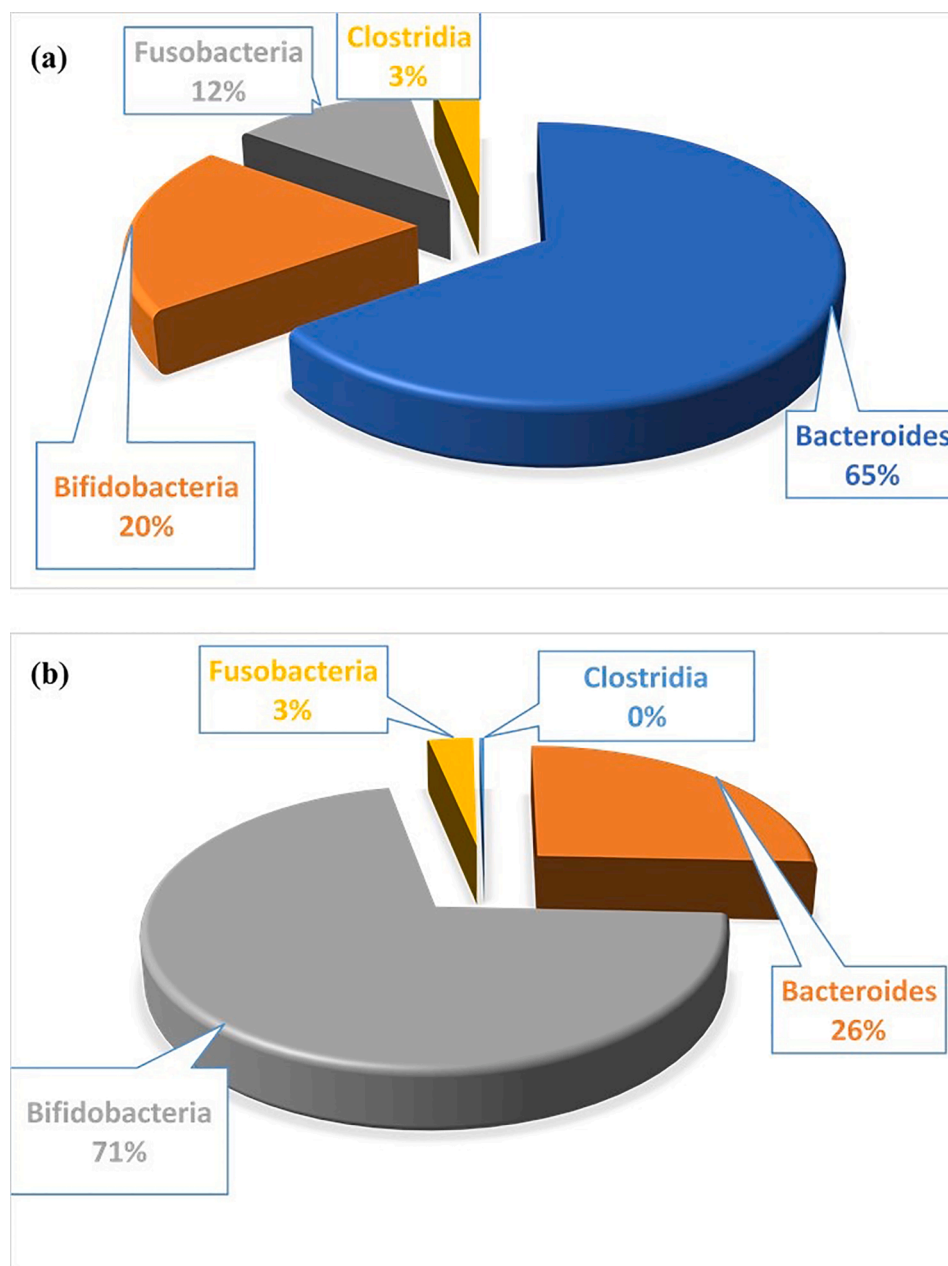 (a)
Fusobacteria
12%
Clostridia
3%
Bifidobacteria
20%
Bacteroides
65%
(b)
Fusobacteria
3%
Clostridia
0%
Bacteroides
26%
Bifidobacteria
71%